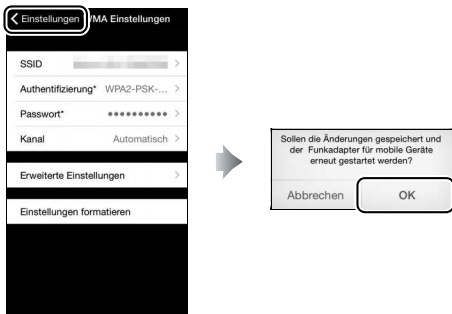 Einstellungen
WMA Einstellungen
SSID
Authentifizierung* WPA2-PSK-...
Passwort* ••••••••••
Kanal Automatisch
Erweiterte Einstellungen
Einstellungen formatieren
Sollen die Änderungen gespeichert und
der Funkadapter für mobile Geräte
erneut gestartet werden?
Abbrechen OK